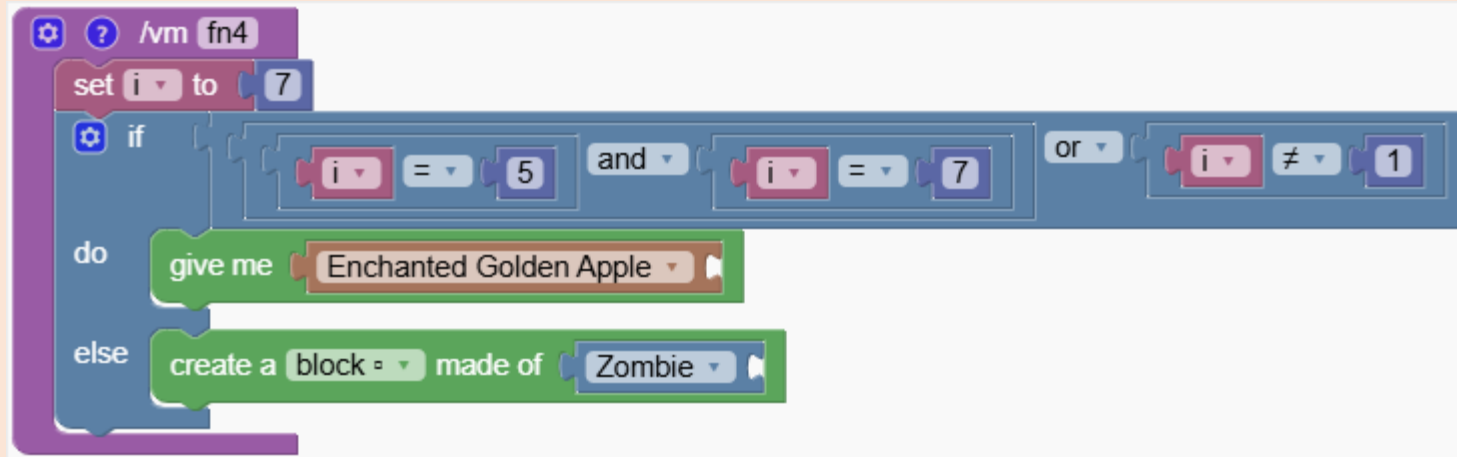 ? /vm fn4
set i to 7
if i = 5 and i = 7 or i ≠ 1
do give me Enchanted Golden Apple
else create a block made of Zombie